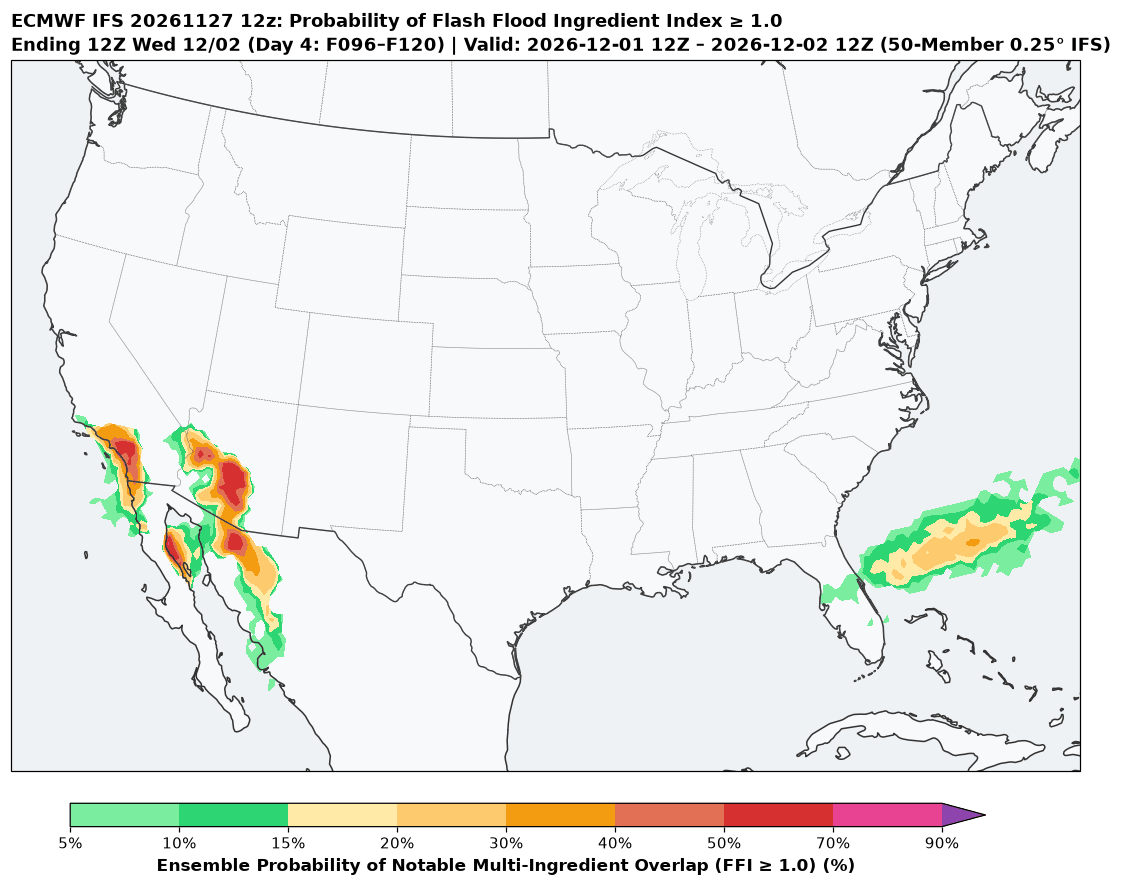 ECMWF IFS 20261127 12z: Probability of Flash Flood Ingredient Index ≥ 1.0
Ending 12Z Wed 12/02 (Day 4: F096–F120) | Valid: 2026-12-01 12Z – 2026-12-02 12Z (50-Member 0.25° IFS)
5% 10% 15% 20% 30% 40% 50% 70% 90%
Ensemble Probability of Notable Multi-Ingredient Overlap (FFI ≥ 1.0) (%)